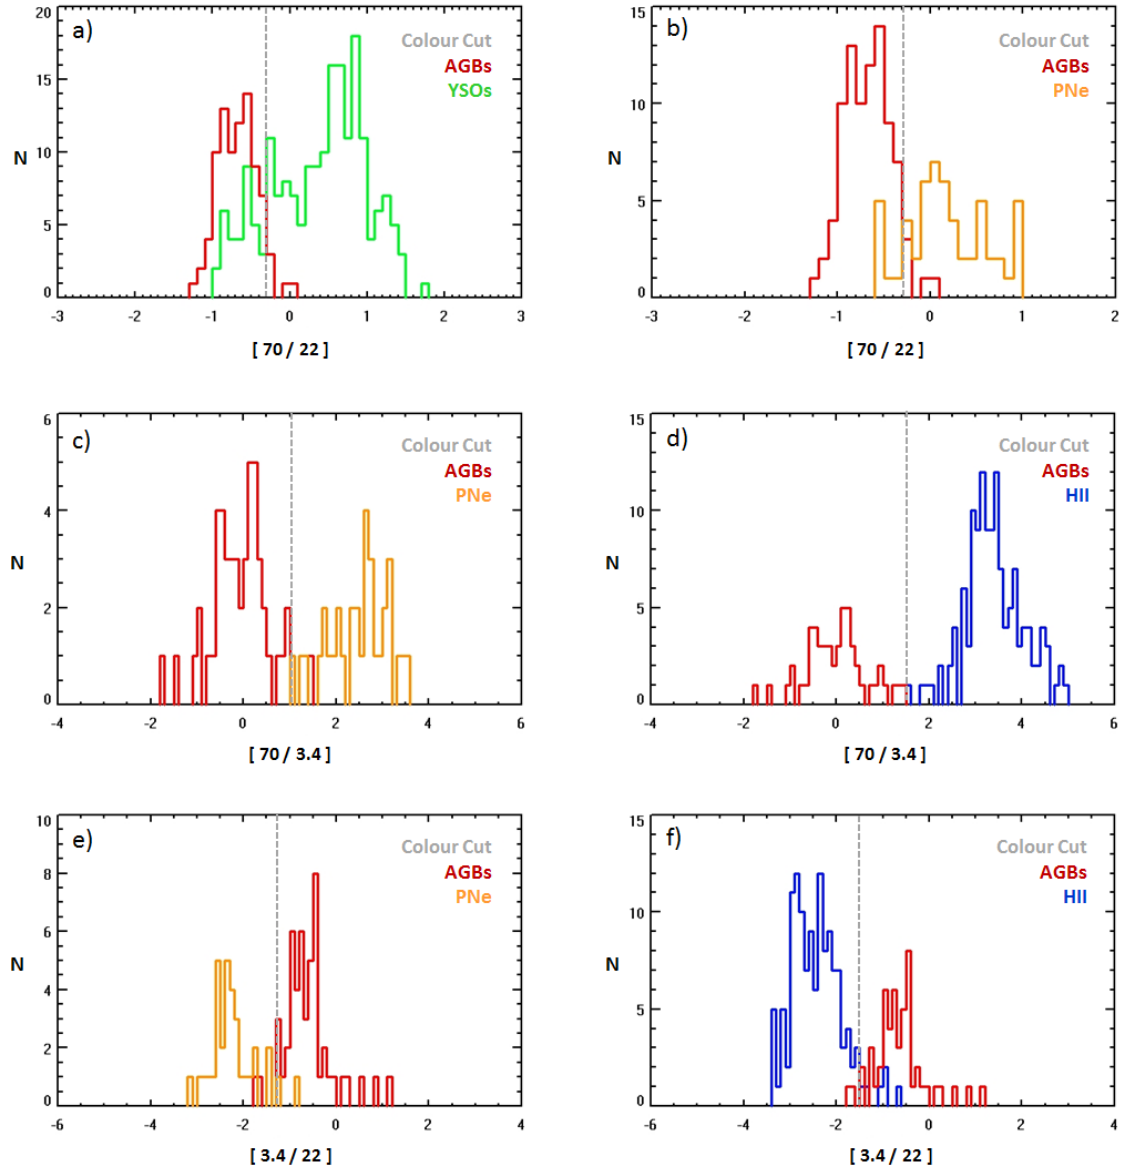 a)
Colour Cut
AGBs
YSOs
20
15
10
5
0
N
-3 -2 -1 0 1 2 3
[ 70 / 22 ]
b)
Colour Cut
AGBs
PNe
15
10
5
0
N
-3 -2 -1 0 1 2
[ 70 / 22 ]
c)
Colour Cut
AGBs
PNe
6
4
2
0
N
-4 -2 0 2 4 6
[ 70 / 3.4 ]
d)
Colour Cut
AGBs
HII
15
10
5
0
N
-4 -2 0 2 4 6
[ 70 / 3.4 ]
e)
Colour Cut
AGBs
PNe
10
8
6
4
2
0
N
-6 -4 -2 0 2 4
[ 3.4 / 22 ]
f)
Colour Cut
AGBs
HII
15
10
5
0
N
-6 -4 -2 0 2 4
[ 3.4 / 22 ]